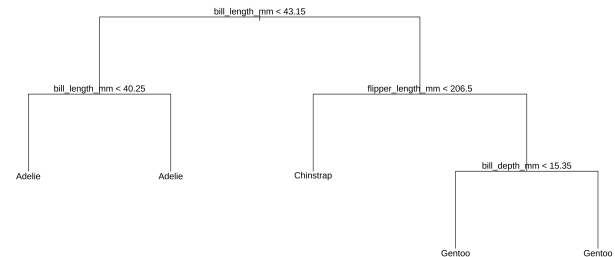 bill_length_mm < 43.15
bill_length_mm < 40.25
flipper_length_mm < 206.5
bill_depth_mm < 15.35
Adelie
Adelie
Chinstrap
Gentoo
Gentoo